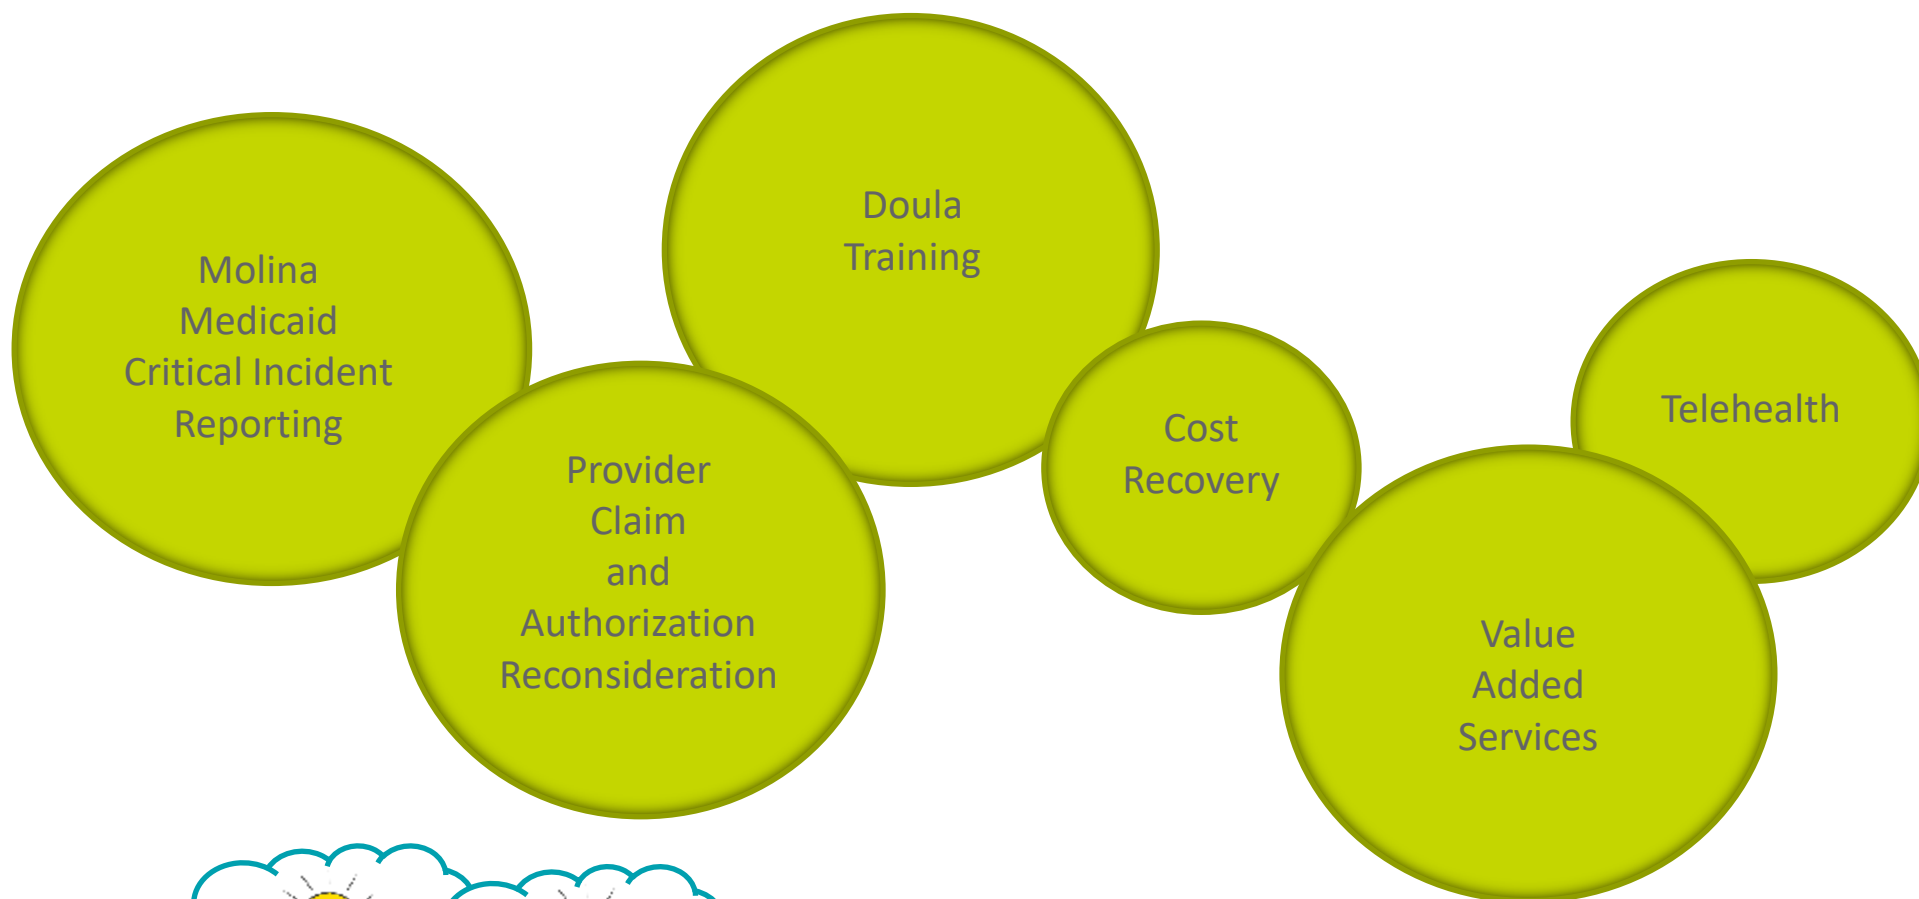 Molina
Medicaid
Critical Incident
Reporting
Provider
Claim
and
Authorization
Reconsideration
Doula
Training
Cost
Recovery
Value
Added
Services
Telehealth